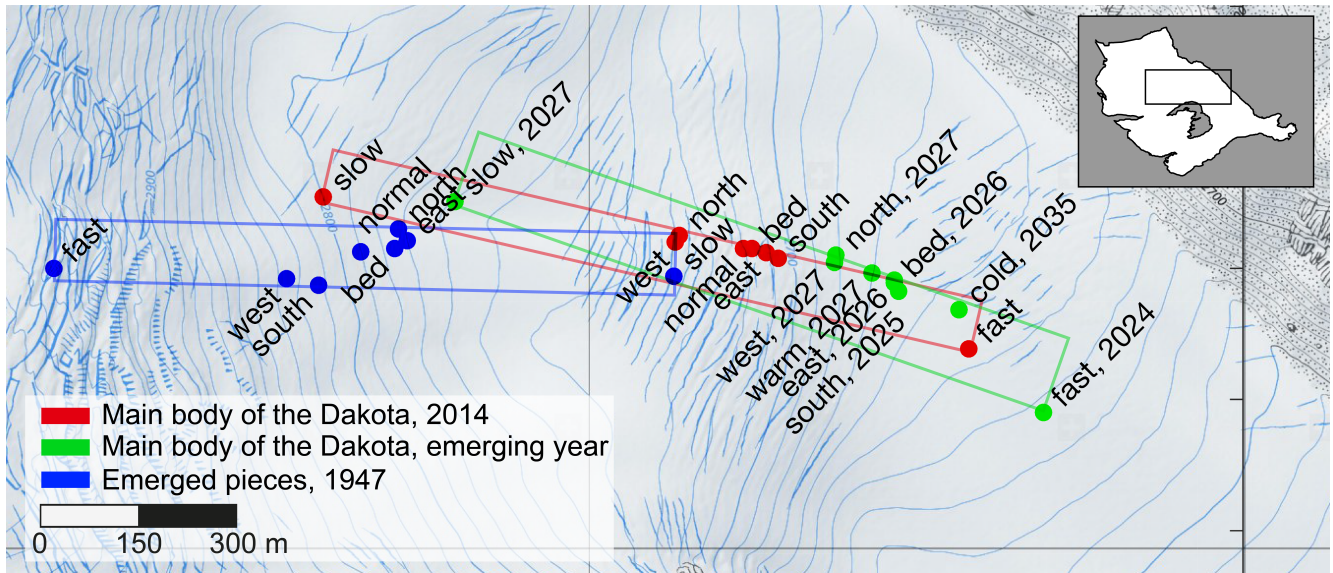 slow
normal
north
east
slow, 2027
2900
2800
fast
west
south
bed
north
bed
south
slow
west
normal
east
north, 2027
bed, 2026
cold, 2035
fast
west, 2027
warm, 2027
east, 2026
south, 2025
fast, 2024
2700
Main body of the Dakota, 2014
Main body of the Dakota, emerging year
Emerged pieces, 1947
0 150 300 m